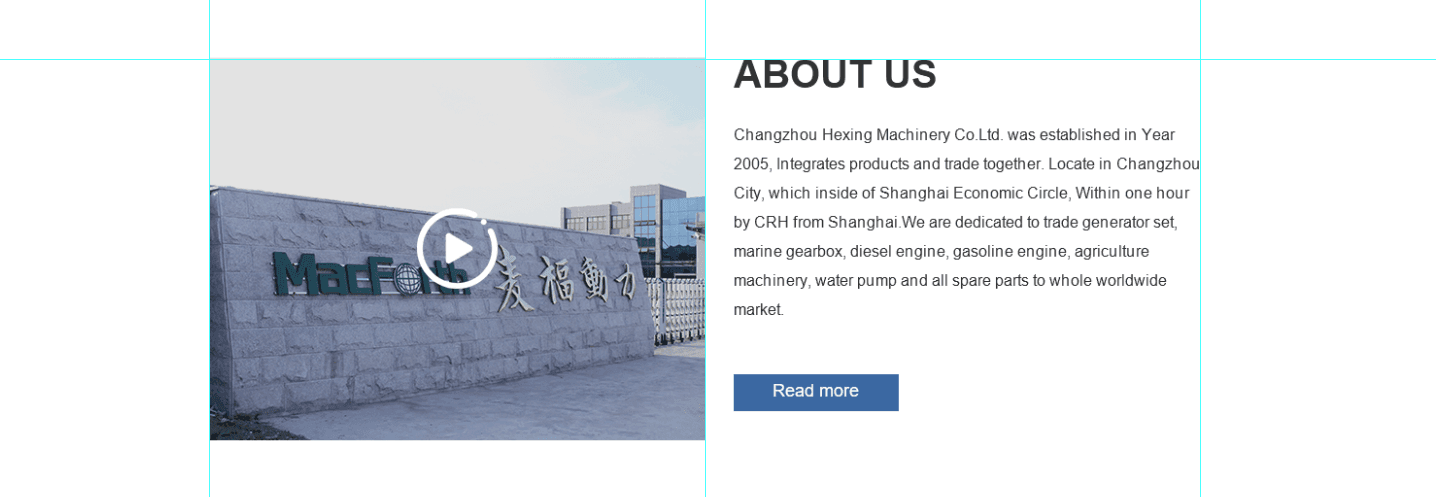 ABOUT US
Changzhou Hexing Machinery Co.Ltd. was established in Year
2005, Integrates products and trade together. Locate in Changzhou
City, which inside of Shanghai Economic Circle, Within one hour
by CRH from Shanghai.We are dedicated to trade generator set,
marine gearbox, diesel engine, gasoline engine, agriculture
machinery, water pump and all spare parts to whole worldwide
market.
Read more
MacForth 麦福動力